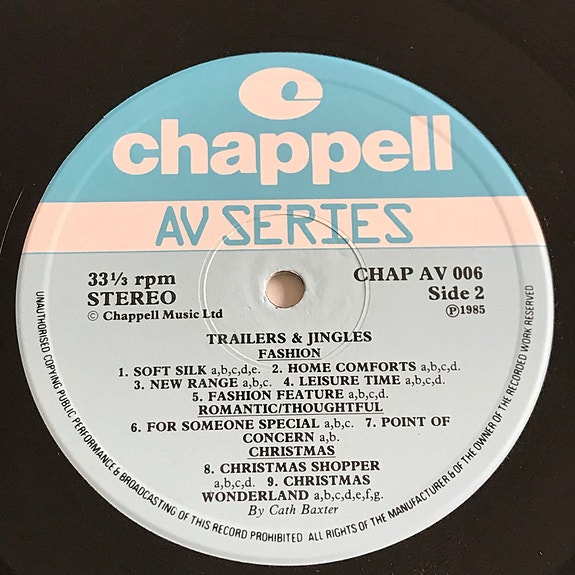 chappell
AV SERIES
33⅓ rpm
STEREO
© Chappell Music Ltd
CHAP AV 006
Side 2
Ⓟ1985
TRAILERS & JINGLES
FASHION
1. SOFT SILK a,b,c,d,e. 2. HOME COMFORTS a,b,c,d.
3. NEW RANGE a,b,c. 4. LEISURE TIME a,b,c,d.
5. FASHION FEATURE a,b,c,d.
ROMANTIC/THOUGHTFUL
6. FOR SOMEONE SPECIAL a,b,c. 7. POINT OF
CONCERN a,b.
CHRISTMAS
8. CHRISTMAS SHOPPER
a,b,c,d. 9. CHRISTMAS
WONDERLAND a,b,c,d,e,f,g.
By Cath Baxter
UNAUTHORISED COPYING PUBLIC PERFORMANCE & BROADCASTING OF THIS RECORD PROHIBITED ALL RIGHTS OF THE MANUFACTURER & OF THE OWNER OF THE RECORDED WORK RESERVED